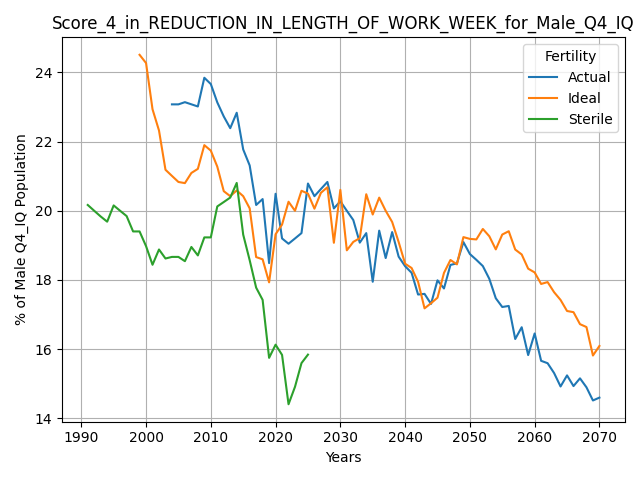 Score_4_in_REDUCTION_IN_LENGTH_OF_WORK_WEEK_for_Male_Q4_IQ
Fertility
Actual
Ideal
Sterile
% of Male Q4_IQ Population
24
22
20
18
16
14
1990 2000 2010 2020 2030 2040 2050 2060 2070
Years